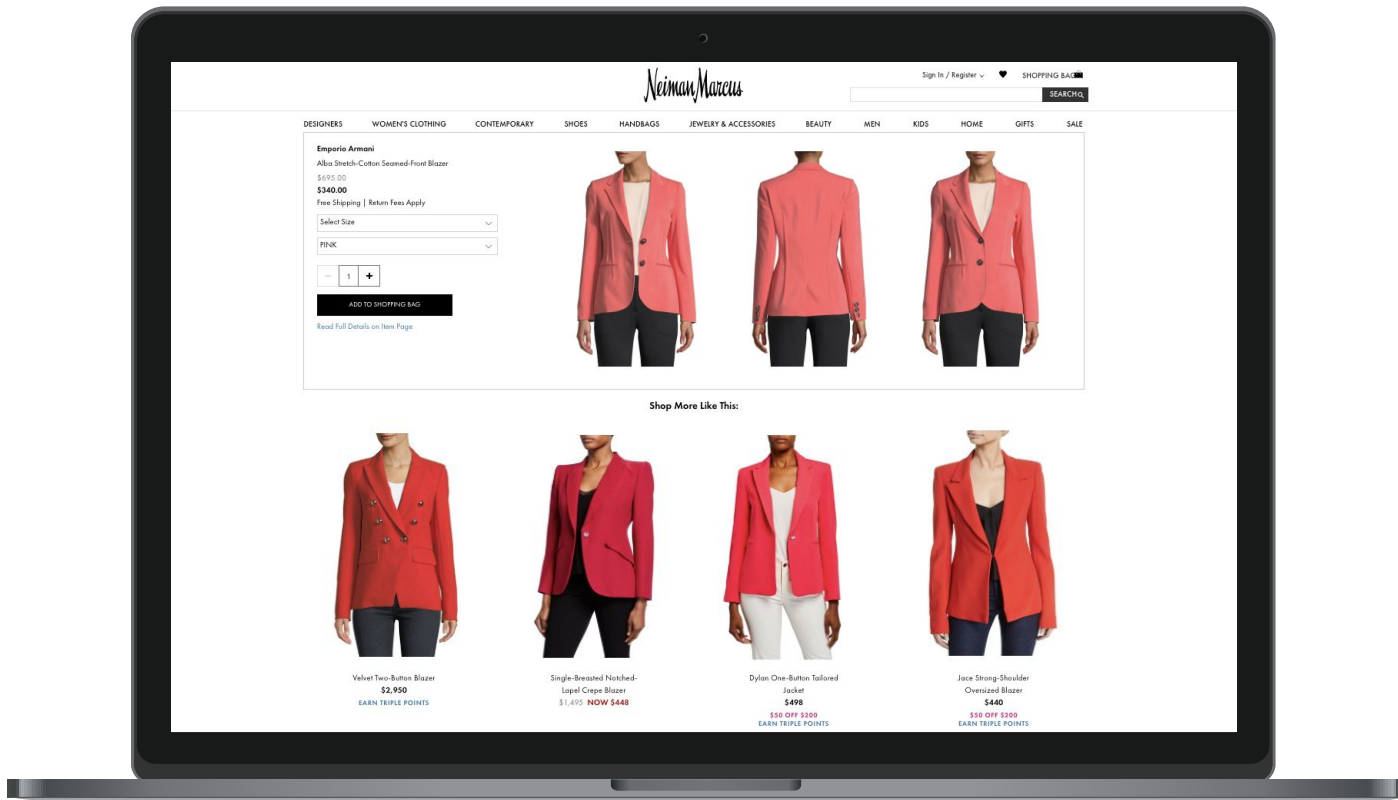 Neiman Marcus
Sign In / Register
SHOPPING BAG
SEARCH
DESIGNERS WOMEN'S CLOTHING CONTEMPORARY SHOES HANDBAGS JEWELRY & ACCESSORIES BEAUTY MEN KIDS HOME GIFTS SALE
Emporio Armani
Alba Stretch-Cotton Seamed-Front Blazer
$695.00
$340.00
Free Shipping | Return Fees Apply
Select Size
PINK
1
ADD TO SHOPPING BAG
Read Full Details on Item Page
Shop More Like This:
Velvet Two-Button Blazer
$2,950
EARN TRIPLE POINTS
Single-Breasted Notched-
Lapel Crepe Blazer
$1,495 NOW $448
Dylan One-Button Tailored
Jacket
$498
$50 OFF $200
EARN TRIPLE POINTS
Jace Strong-Shoulder
Oversized Blazer
$440
$50 OFF $200
EARN TRIPLE POINTS